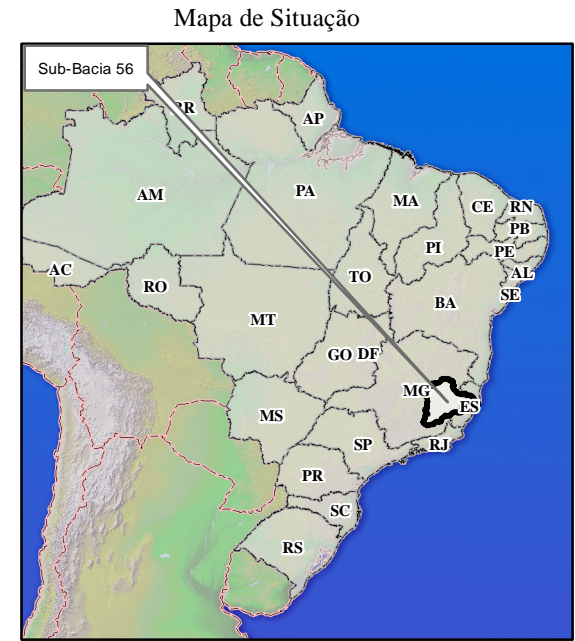 Mapa de Situação
Sub-Bacia 56
RR
AP
AM
PA
MA
CE
RN
PB
PI
PE
AC
AL
RO
TO
SE
BA
MT
GO
DF
MG
ES
MS
SP
RJ
PR
SC
RS